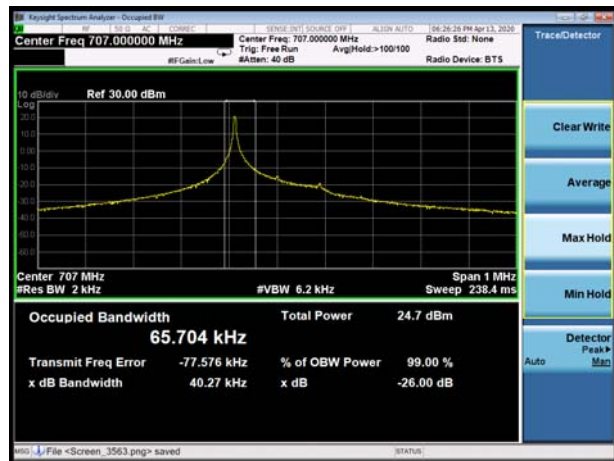 Keysight Spectrum Analyzer - Occupied BW
RF 50 Ω AC CORREC SENSE:INT SOURCE OFF ALIGN AUTO 06:26:26 PM Apr 13, 2020
Center Freq 707.000000 MHz
Center Freq: 707.000000 MHz
Radio Std: None
Trig: Free Run Avg|Hold:>100/100
#IFGain:Low
#Atten: 40 dB
Radio Device: BTS
Trace/Detector
10 dB/div Ref 30.00 dBm
Log
20.0
10.0
0.00
-10.0
-20.0
-30.0
-40.0
-50.0
-60.0
Center 707 MHz
Span 1 MHz
#Res BW 2 kHz
#VBW 6.2 kHz
Sweep 238.4 ms
Occupied Bandwidth
65.704 kHz
Total Power 24.7 dBm
Transmit Freq Error -77.576 kHz
% of OBW Power 99.00 %
x dB Bandwidth 40.27 kHz
x dB -26.00 dB
Clear Write
Average
Max Hold
Min Hold
Detector
Peak▶
Auto Man
MSG File <Screen_3563.png> saved
STATUS